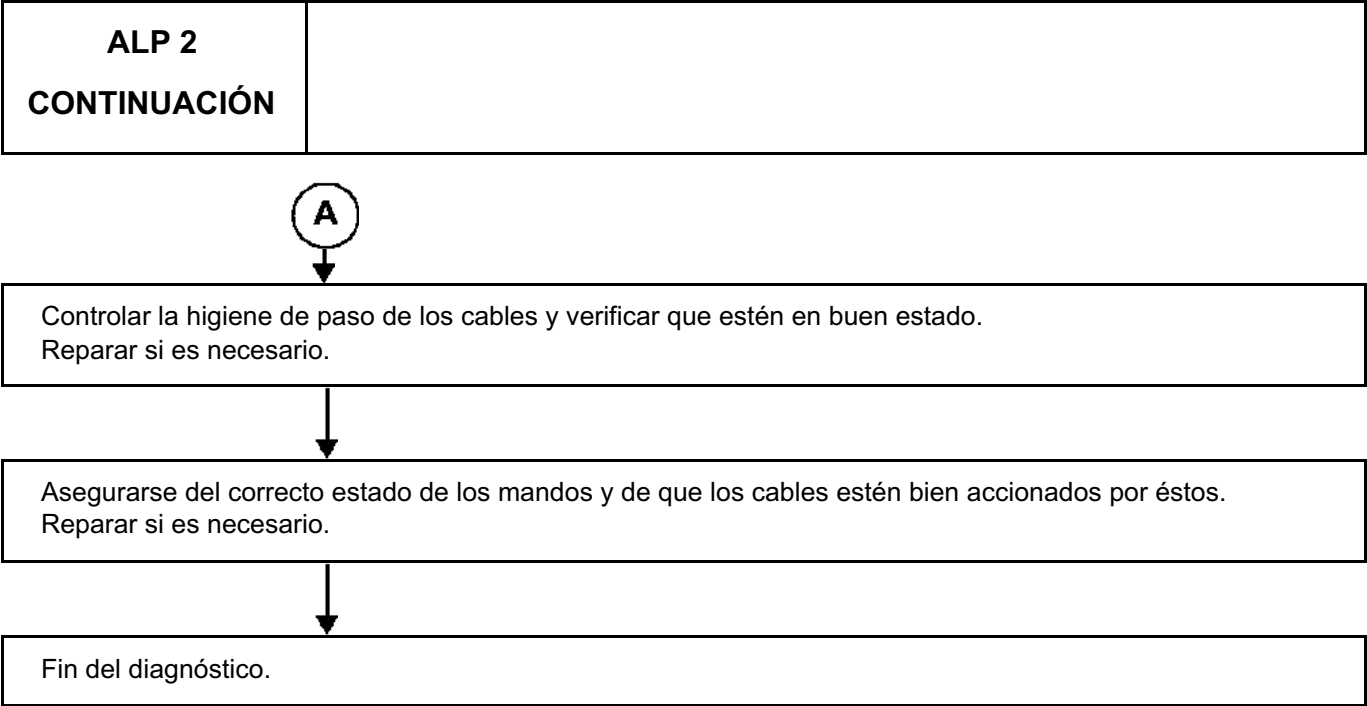 ALP 2
CONTINUACIÓN
A
Controlar la higiene de paso de los cables y verificar que estén en buen estado.
Reparar si es necesario.
Asegurarse del correcto estado de los mandos y de que los cables estén bien accionados por éstos.
Reparar si es necesario.
Fin del diagnóstico.